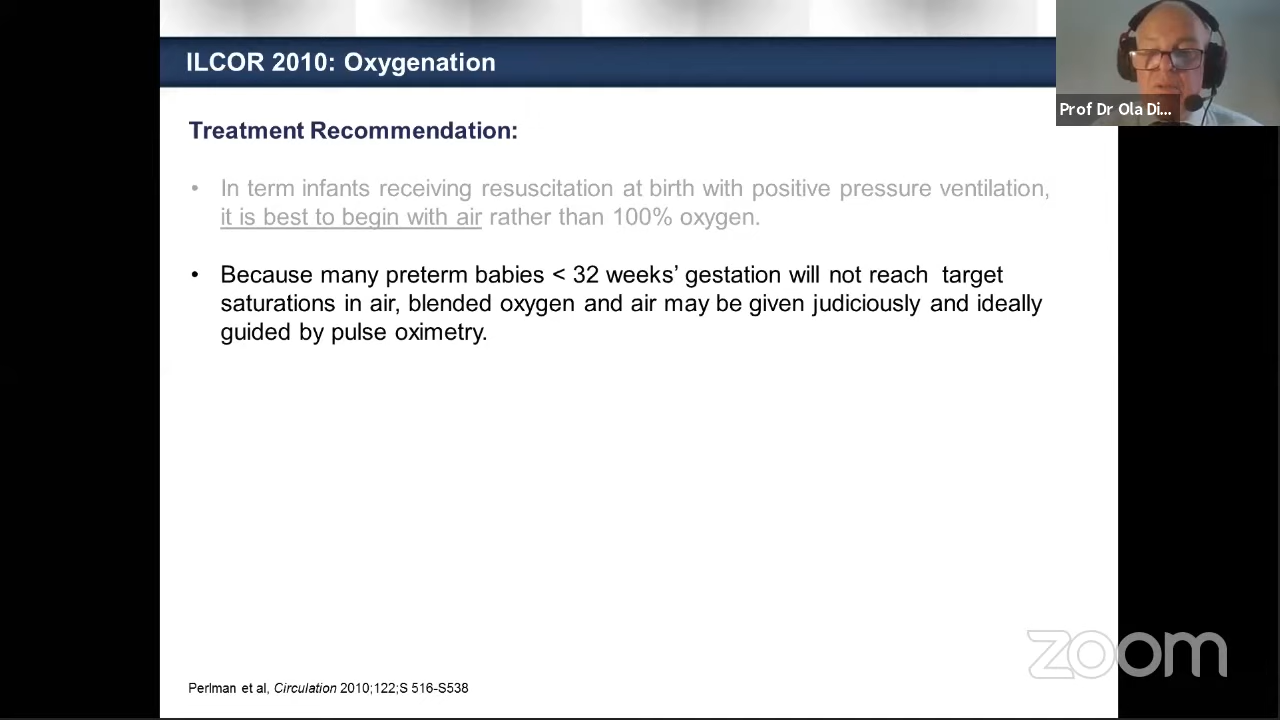 ILCOR 2010: Oxygenation
Prof Dr Ola Di...
Treatment Recommendation:
• In term infants receiving resuscitation at birth with positive pressure ventilation,
it is best to begin with air rather than 100% oxygen.
• Because many preterm babies < 32 weeks’ gestation will not reach target
saturations in air, blended oxygen and air may be given judiciously and ideally
guided by pulse oximetry.
zoom
Perlman et al, Circulation 2010;122;S 516-S538